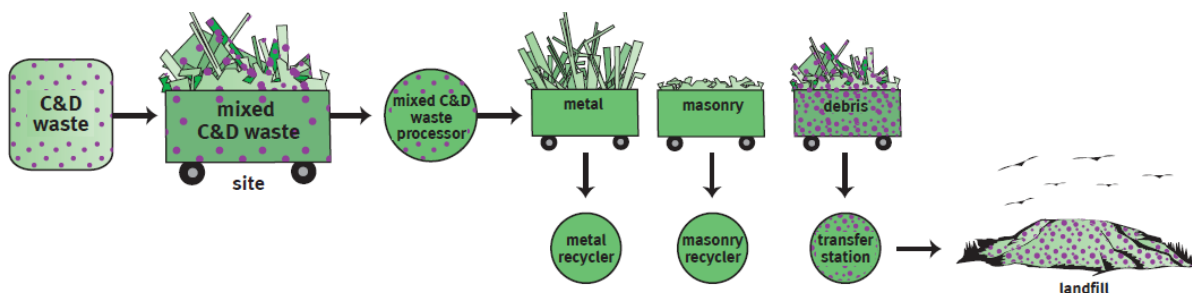 C&D
waste
mixed
C&D waste
site
mixed C&D
waste
processor
metal
masonry
debris
metal
recycler
masonry
recycler
transfer
station
landfill